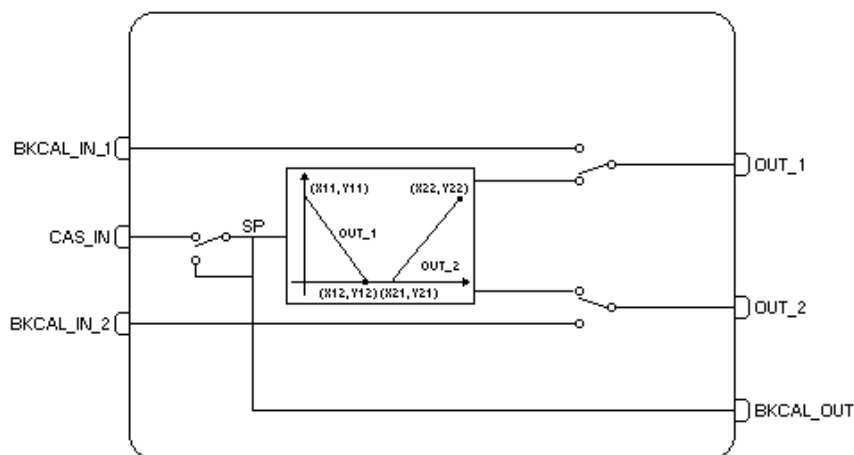 BKCAL_IN_1
OUT_1
(X11,Y11) (X22,Y22)
SP
CAS_IN
OUT_1
OUT_2
(X12,Y12)(X21,Y21)
OUT_2
BKCAL_IN_2
BKCAL_OUT